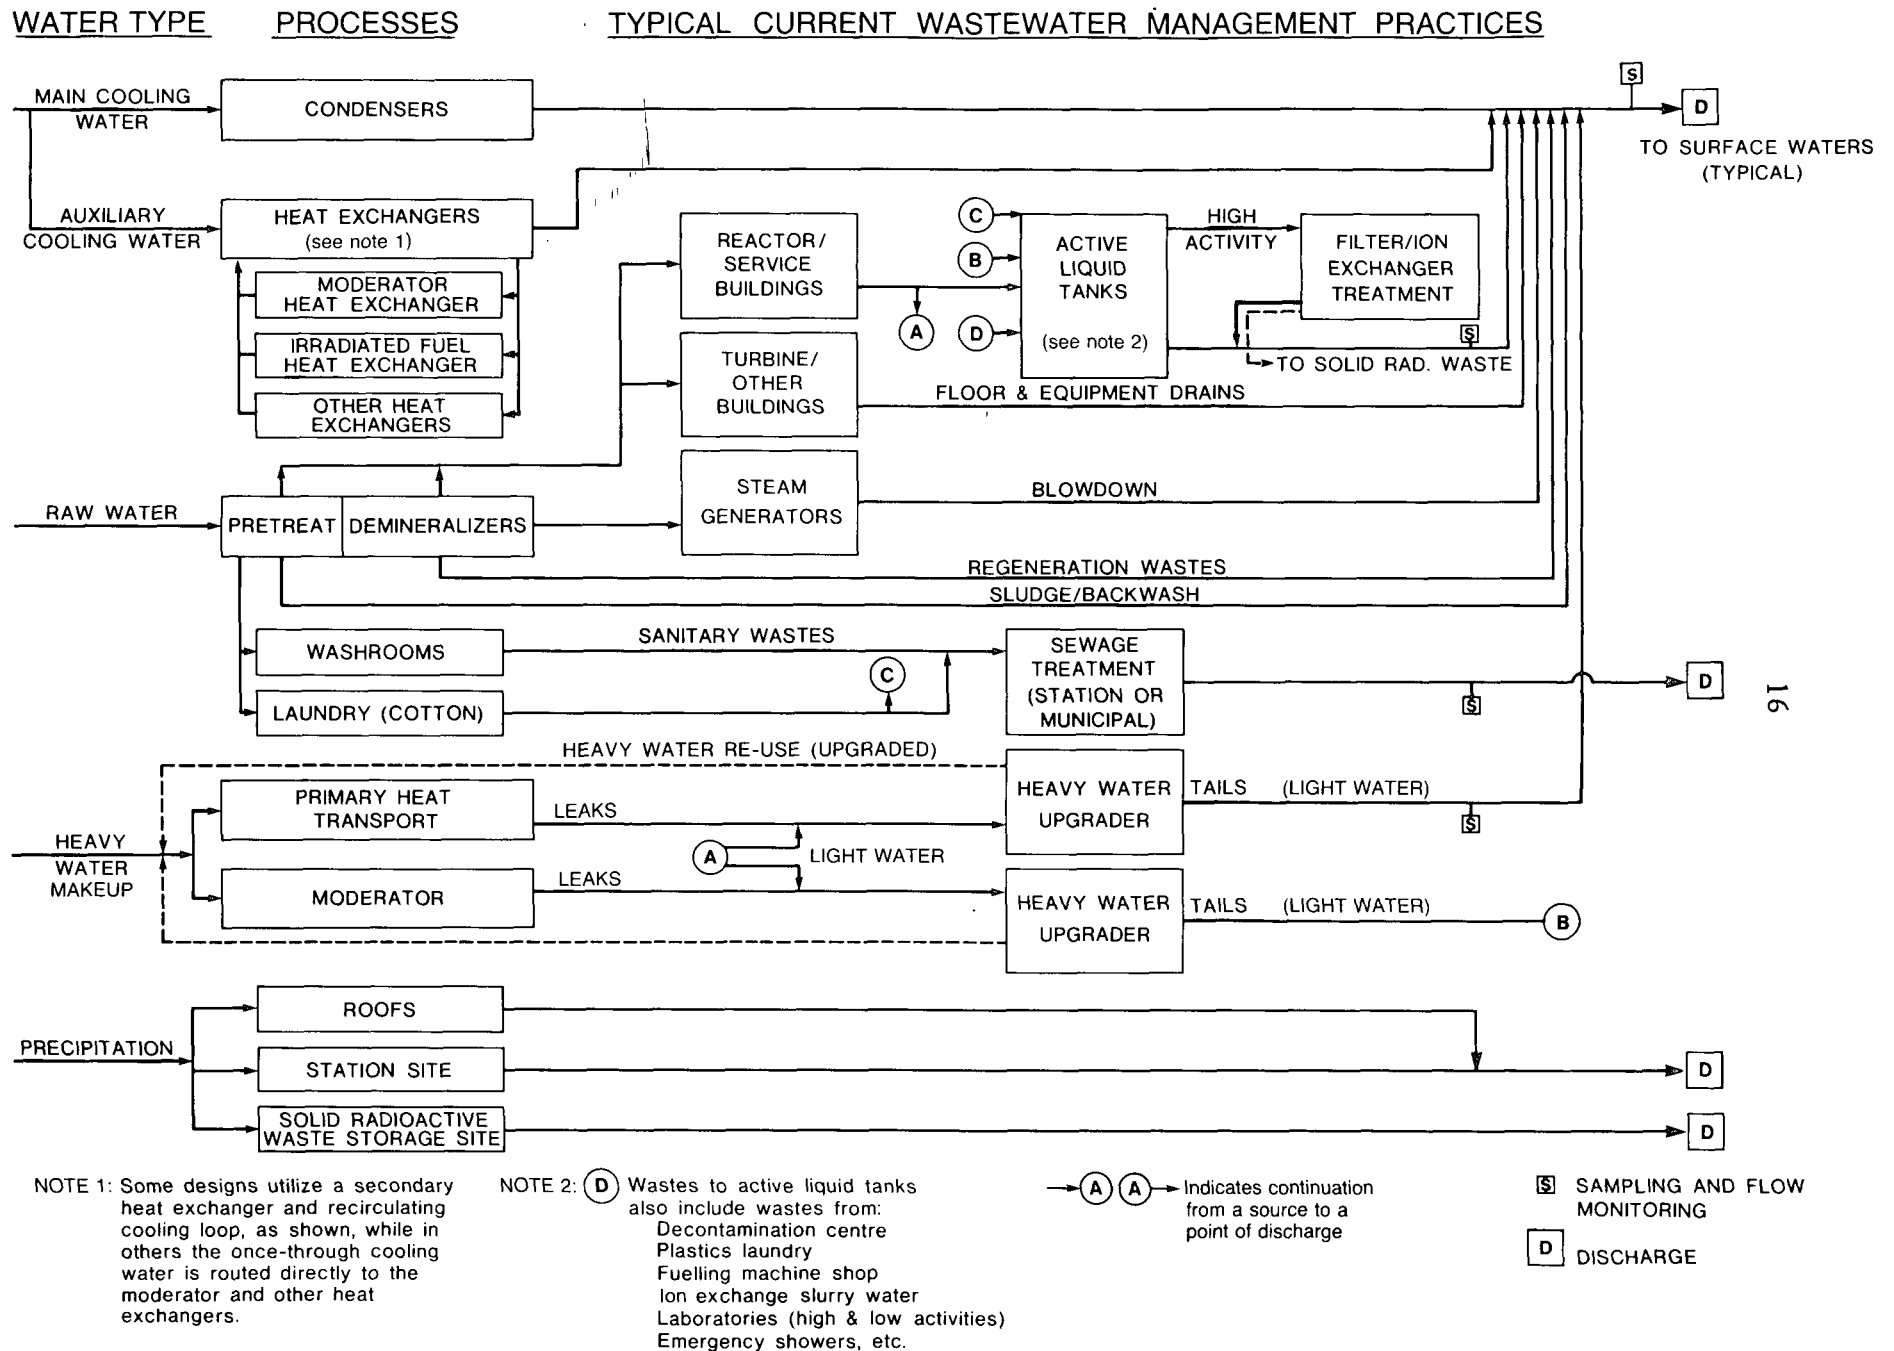 WATER TYPE
PROCESSES
TYPICAL CURRENT WASTEWATER MANAGEMENT PRACTICES
MAIN COOLING
WATER
CONDENSERS
S
D
TO SURFACE WATERS
(TYPICAL)
AUXILIARY
COOLING WATER
HEAT EXCHANGERS
(see note 1)
MODERATOR
HEAT EXCHANGER
IRRADIATED FUEL
HEAT EXCHANGER
OTHER HEAT
EXCHANGERS
REACTOR/
SERVICE
BUILDINGS
A
C
B
D
ACTIVE
LIQUID
TANKS
(see note 2)
HIGH
ACTIVITY
FILTER/ION
EXCHANGER
TREATMENT
S
TO SOLID RAD. WASTE
TURBINE/
OTHER
BUILDINGS
FLOOR & EQUIPMENT DRAINS
RAW WATER
PRETREAT
DEMINERALIZERS
STEAM
GENERATORS
BLOWDOWN
REGENERATION WASTES
SLUDGE/BACKWASH
WASHROOMS
SANITARY WASTES
LAUNDRY (COTTON)
C
SEWAGE
TREATMENT
(STATION OR
MUNICIPAL)
S
D
16
HEAVY WATER RE-USE (UPGRADED)
HEAVY
WATER
MAKEUP
PRIMARY HEAT
TRANSPORT
LEAKS
A
LIGHT WATER
HEAVY WATER
UPGRADER
TAILS (LIGHT WATER)
S
MODERATOR
LEAKS
HEAVY WATER
UPGRADER
TAILS (LIGHT WATER)
B
PRECIPITATION
ROOFS
STATION SITE
D
SOLID RADIOACTIVE
WASTE STORAGE SITE
D
NOTE 1: Some designs utilize a secondary
heat exchanger and recirculating
cooling loop, as shown, while in
others the once-through cooling
water is routed directly to the
moderator and other heat
exchangers.
NOTE 2: D Wastes to active liquid tanks
also include wastes from:
Decontamination centre
Plastics laundry
Fuelling machine shop
Ion exchange slurry water
Laboratories (high & low activities)
Emergency showers, etc.
A A Indicates continuation
from a source to a
point of discharge
S SAMPLING AND FLOW
MONITORING
D DISCHARGE